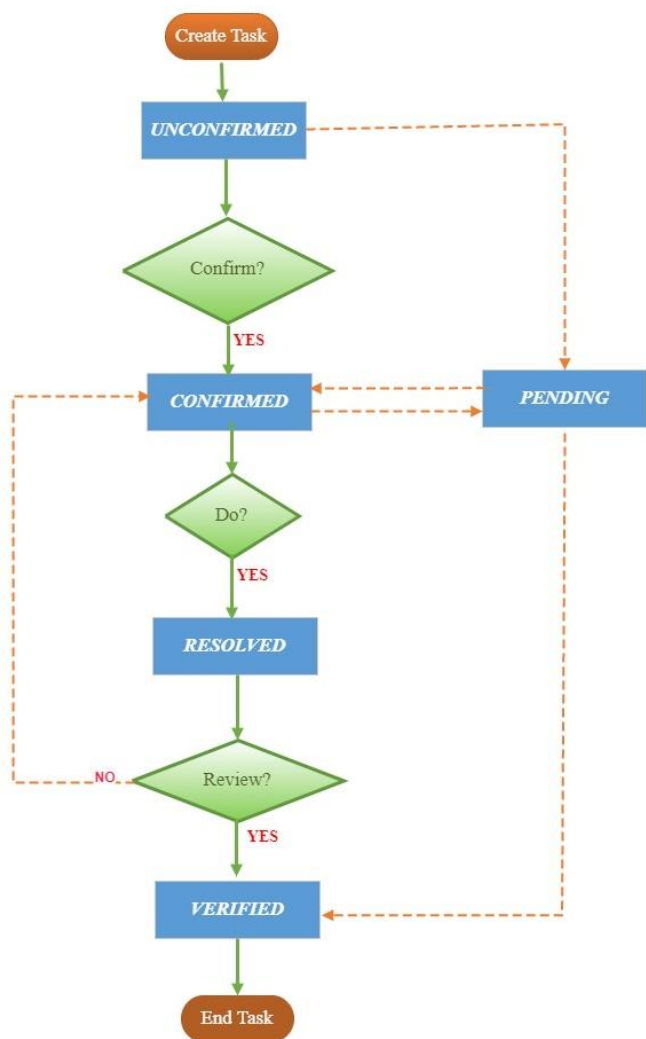 Create Task
UNCONFIRMED
Confirm?
YES
CONFIRMED
PENDING
Do?
YES
RESOLVED
NO
Review?
YES
VERIFIED
End Task